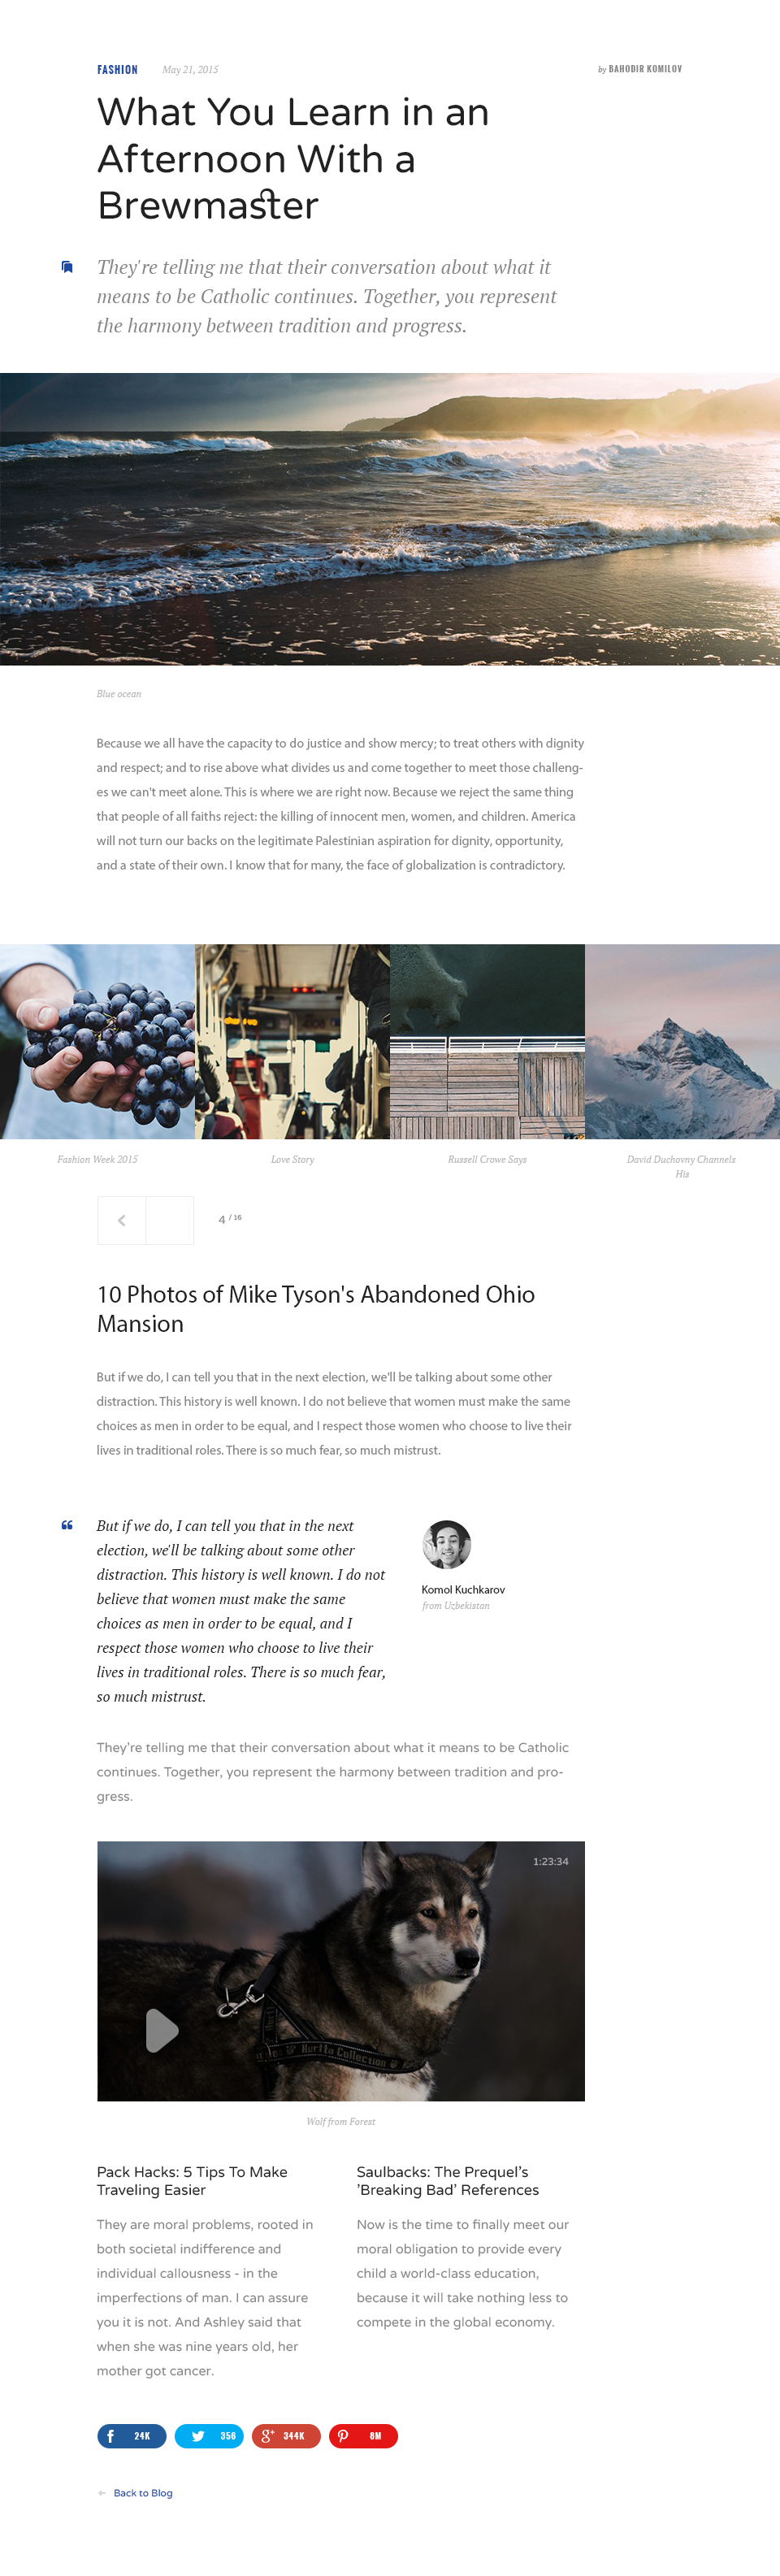 FASHION May 21, 2015 by BAHODIR KOMILOV
What You Learn in an
Afternoon With a
Brewmaster
They're telling me that their conversation about what it
means to be Catholic continues. Together, you represent
the harmony between tradition and progress.
Blue ocean
Because we all have the capacity to do justice and show mercy; to treat others with dignity
and respect; and to rise above what divides us and come together to meet those challeng-
es we can't meet alone. This is where we are right now. Because we reject the same thing
that people of all faiths reject: the killing of innocent men, women, and children. America
will not turn our backs on the legitimate Palestinian aspiration for dignity, opportunity,
and a state of their own. I know that for many, the face of globalization is contradictory.
Fashion Week 2015
Love Story
Russell Crowe Says
David Duchovny Channels
His
4 / 16
10 Photos of Mike Tyson's Abandoned Ohio
Mansion
But if we do, I can tell you that in the next election, we'll be talking about some other
distraction. This history is well known. I do not believe that women must make the same
choices as men in order to be equal, and I respect those women who choose to live their
lives in traditional roles. There is so much fear, so much mistrust.
But if we do, I can tell you that in the next
election, we'll be talking about some other
distraction. This history is well known. I do not
believe that women must make the same
choices as men in order to be equal, and I
respect those women who choose to live their
lives in traditional roles. There is so much fear,
so much mistrust.
Komol Kuchkarov
from Uzbekistan
They're telling me that their conversation about what it means to be Catholic
continues. Together, you represent the harmony between tradition and pro-
gress.
1:23:34
Hurtta Collection
Wolf from Forest
Pack Hacks: 5 Tips To Make
Traveling Easier
They are moral problems, rooted in
both societal indifference and
individual callousness - in the
imperfections of man. I can assure
you it is not. And Ashley said that
when she was nine years old, her
mother got cancer.
Saulbacks: The Prequel's
'Breaking Bad' References
Now is the time to finally meet our
moral obligation to provide every
child a world-class education,
because it will take nothing less to
compete in the global economy.
24K 356 344K 8M
Back to Blog